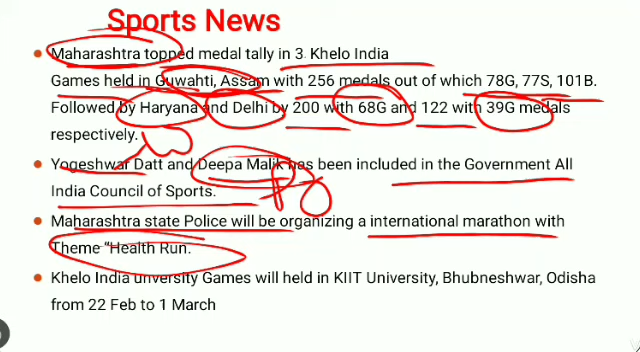 Sports News
Maharashtra topped medal tally in 3. Khelo India
Games held in Guwahti, Assam with 256 medals out of which 78G, 77S, 101B.
Followed by Haryana and Delhi by 200 with 68G and 122 with 39G medals
respectively.
Yogeshwar Datt and Deepa Malik has been included in the Government All
India Council of Sports.
Maharashtra state Police will be organizing a international marathon with
Theme “Health Run.
Khelo India unversity Games will held in KIIT University, Bhubneshwar, Odisha
from 22 Feb to 1 March